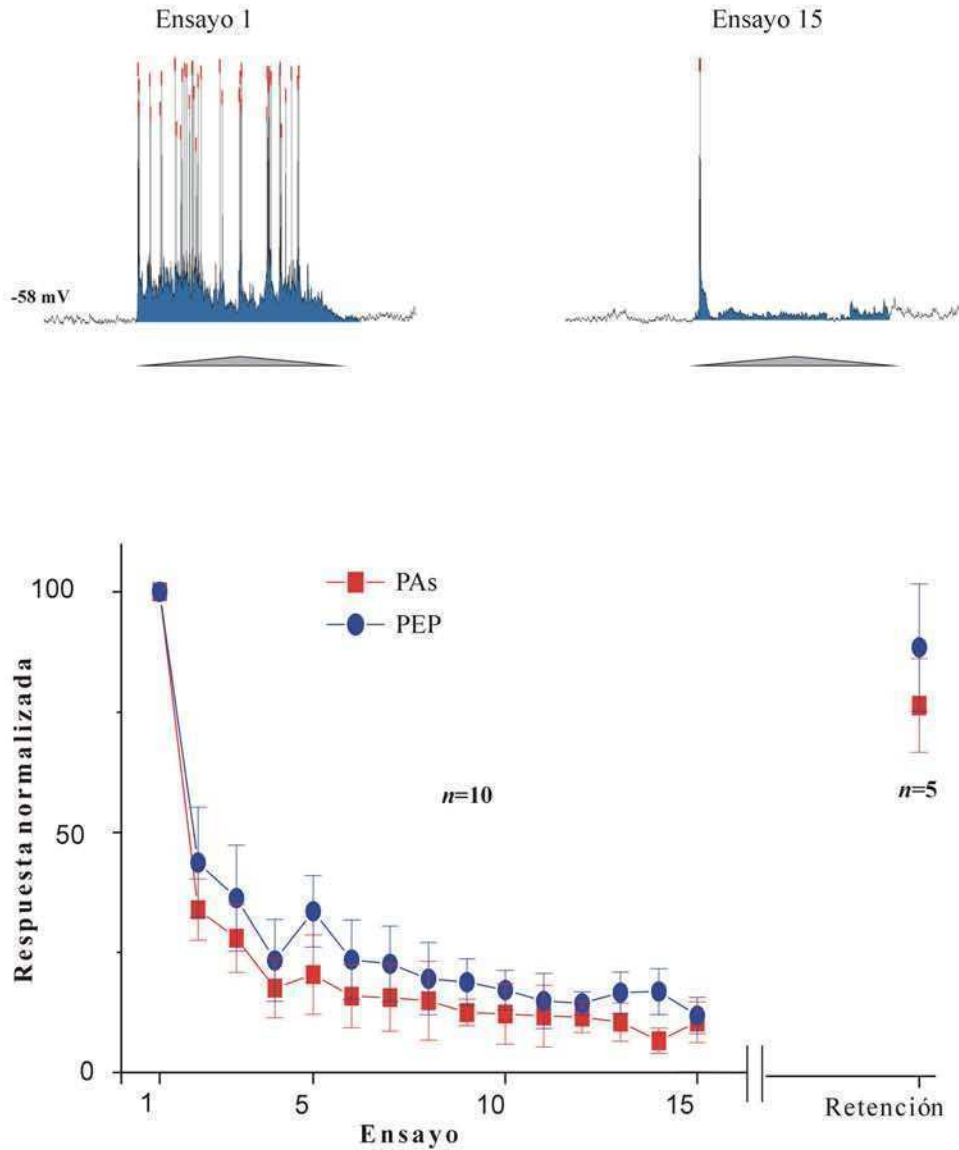 Ensayo 1
Ensayo 15
-58 mV
100
PAs
PEP
Respuesta normalizada
n=10
n=5
50
0
1
5
10
15
Retención
Ensayo